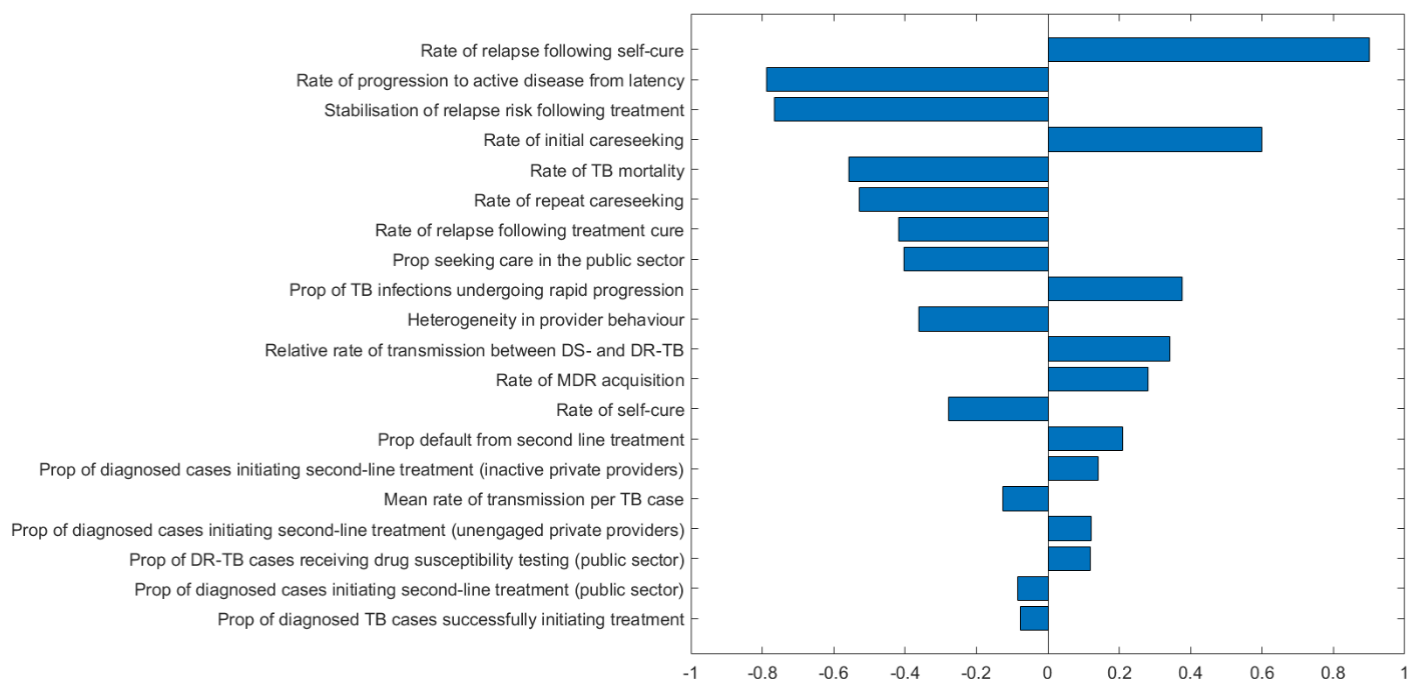 Rate of relapse following self-cure
Rate of progression to active disease from latency
Stabilisation of relapse risk following treatment
Rate of initial careseeking
Rate of TB mortality
Rate of repeat careseeking
Rate of relapse following treatment cure
Prop seeking care in the public sector
Prop of TB infections undergoing rapid progression
Heterogeneity in provider behaviour
Relative rate of transmission between DS- and DR-TB
Rate of MDR acquisition
Rate of self-cure
Prop default from second line treatment
Prop of diagnosed cases initiating second-line treatment (inactive private providers)
Mean rate of transmission per TB case
Prop of diagnosed cases initiating second-line treatment (unengaged private providers)
Prop of DR-TB cases receiving drug susceptibility testing (public sector)
Prop of diagnosed cases initiating second-line treatment (public sector)
Prop of diagnosed TB cases successfully initiating treatment
-1 -0.8 -0.6 -0.4 -0.2 0 0.2 0.4 0.6 0.8 1